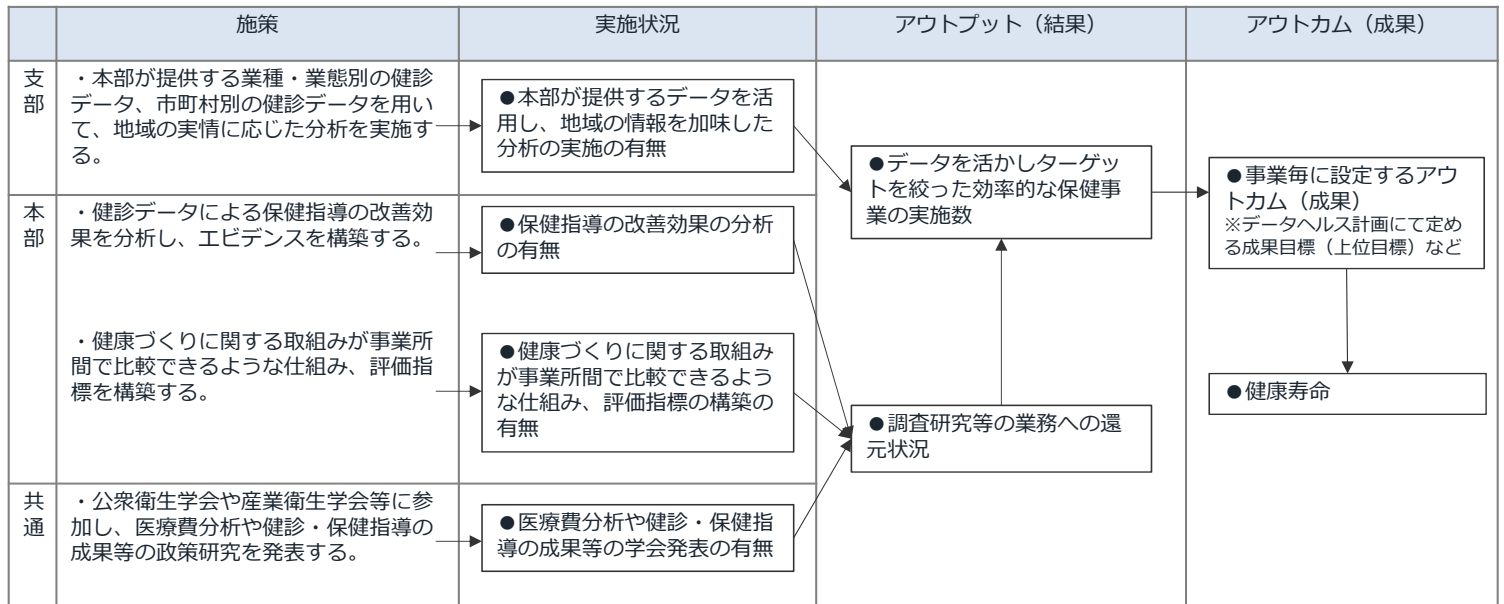 施策
実施状況
アウトプット（結果）
アウトカム（成果）
支
部
・本部が提供する業種・業態別の健診
データ、市町村別の健診データを用い
て、地域の実情に応じた分析を実施す
る。
●本部が提供するデータを活
用し、地域の情報を加味した
分析の実施の有無
●データを活かしターゲッ
トを絞った効率的な保健事
業の実施数
●事業毎に設定するアウ
トカム（成果）
※データヘルス計画にて定め
る成果目標（上位目標）など
本
部
・健診データによる保健指導の改善効
果を分析し、エビデンスを構築する。
●保健指導の改善効果の分析
の有無
・健康づくりに関する取組みが事業所
間で比較できるような仕組み、評価指
標を構築する。
●健康づくりに関する取組み
が事業所間で比較できるよう
な仕組み、評価指標の構築の
有無
●調査研究等の業務への還
元状況
●健康寿命
共
通
・公衆衛生学会や産業衛生学会等に参
加し、医療費分析や健診・保健指導の
成果等の政策研究を発表する。
●医療費分析や健診・保健指
導の成果等の学会発表の有無